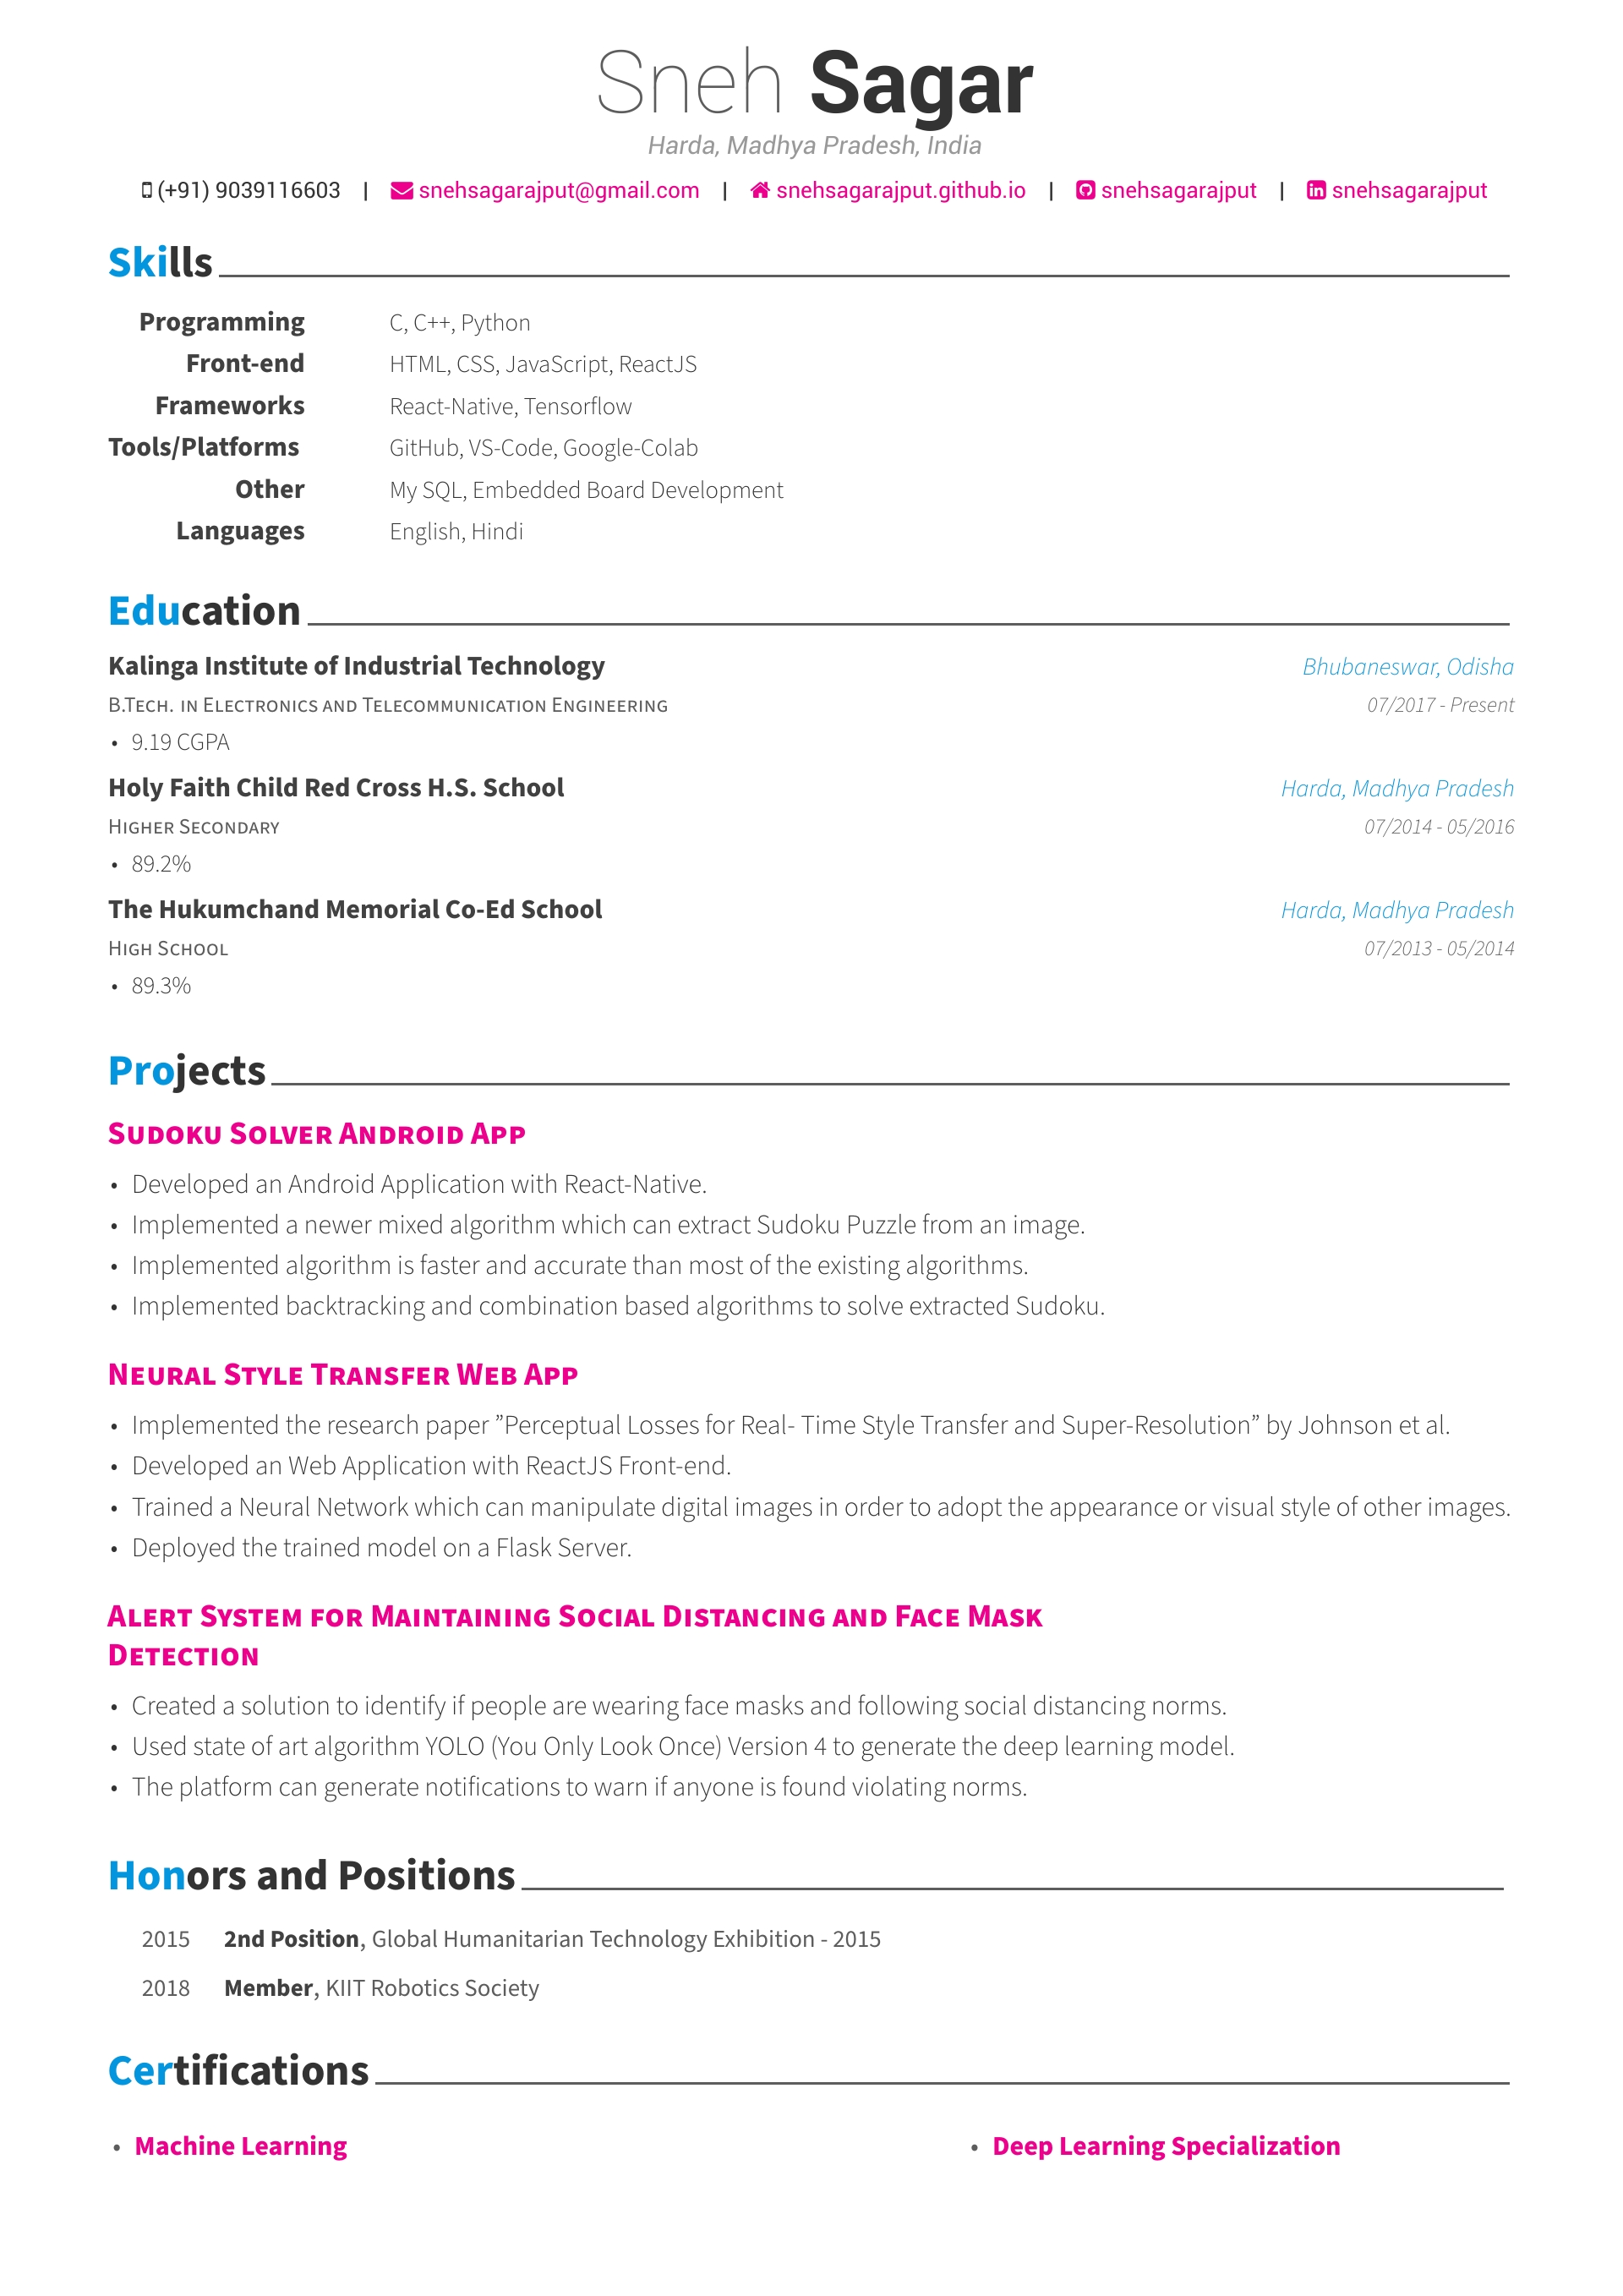 Sneh Sagar
Harda, Madhya Pradesh, India
(+91) 9039116603 | snehsagarajput@gmail.com | snehsagarajput.github.io | snehsagarajput | snehsagarajput
Skills
Programming C, C++, Python
Front-end HTML, CSS, JavaScript, ReactJS
Frameworks React-Native, Tensorflow
Tools/Platforms GitHub, VS-Code, Google-Colab
Other My SQL, Embedded Board Development
Languages English, Hindi
Education
Kalinga Institute of Industrial Technology Bhubaneswar, Odisha
B.Tech. in Electronics and Telecommunication Engineering 07/2017 - Present
• 9.19 CGPA
Holy Faith Child Red Cross H.S. School Harda, Madhya Pradesh
Higher Secondary 07/2014 - 05/2016
• 89.2%
The Hukumchand Memorial Co-Ed School Harda, Madhya Pradesh
High School 07/2013 - 05/2014
• 89.3%
Projects
Sudoku Solver Android App
• Developed an Android Application with React-Native.
• Implemented a newer mixed algorithm which can extract Sudoku Puzzle from an image.
• Implemented algorithm is faster and accurate than most of the existing algorithms.
• Implemented backtracking and combination based algorithms to solve extracted Sudoku.
Neural Style Transfer Web App
• Implemented the research paper ”Perceptual Losses for Real- Time Style Transfer and Super-Resolution” by Johnson et al.
• Developed an Web Application with ReactJS Front-end.
• Trained a Neural Network which can manipulate digital images in order to adopt the appearance or visual style of other images.
• Deployed the trained model on a Flask Server.
Alert System for Maintaining Social Distancing and Face Mask
Detection
• Created a solution to identify if people are wearing face masks and following social distancing norms.
• Used state of art algorithm YOLO (You Only Look Once) Version 4 to generate the deep learning model.
• The platform can generate notifications to warn if anyone is found violating norms.
Honors and Positions
2015 2nd Position, Global Humanitarian Technology Exhibition - 2015
2018 Member, KIIT Robotics Society
Certifications
• Machine Learning • Deep Learning Specialization